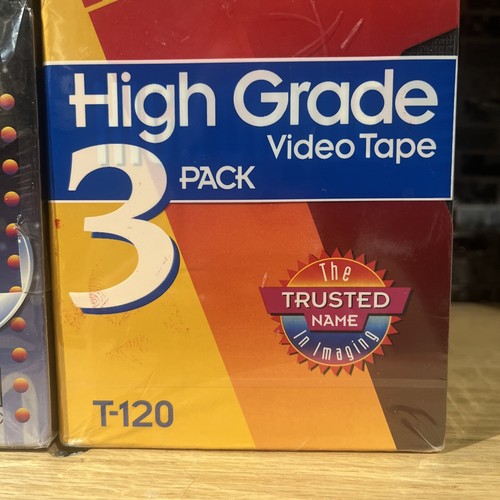 High Grade
Video Tape
3 PACK
The
TRUSTED
NAME
In Imaging
T-120